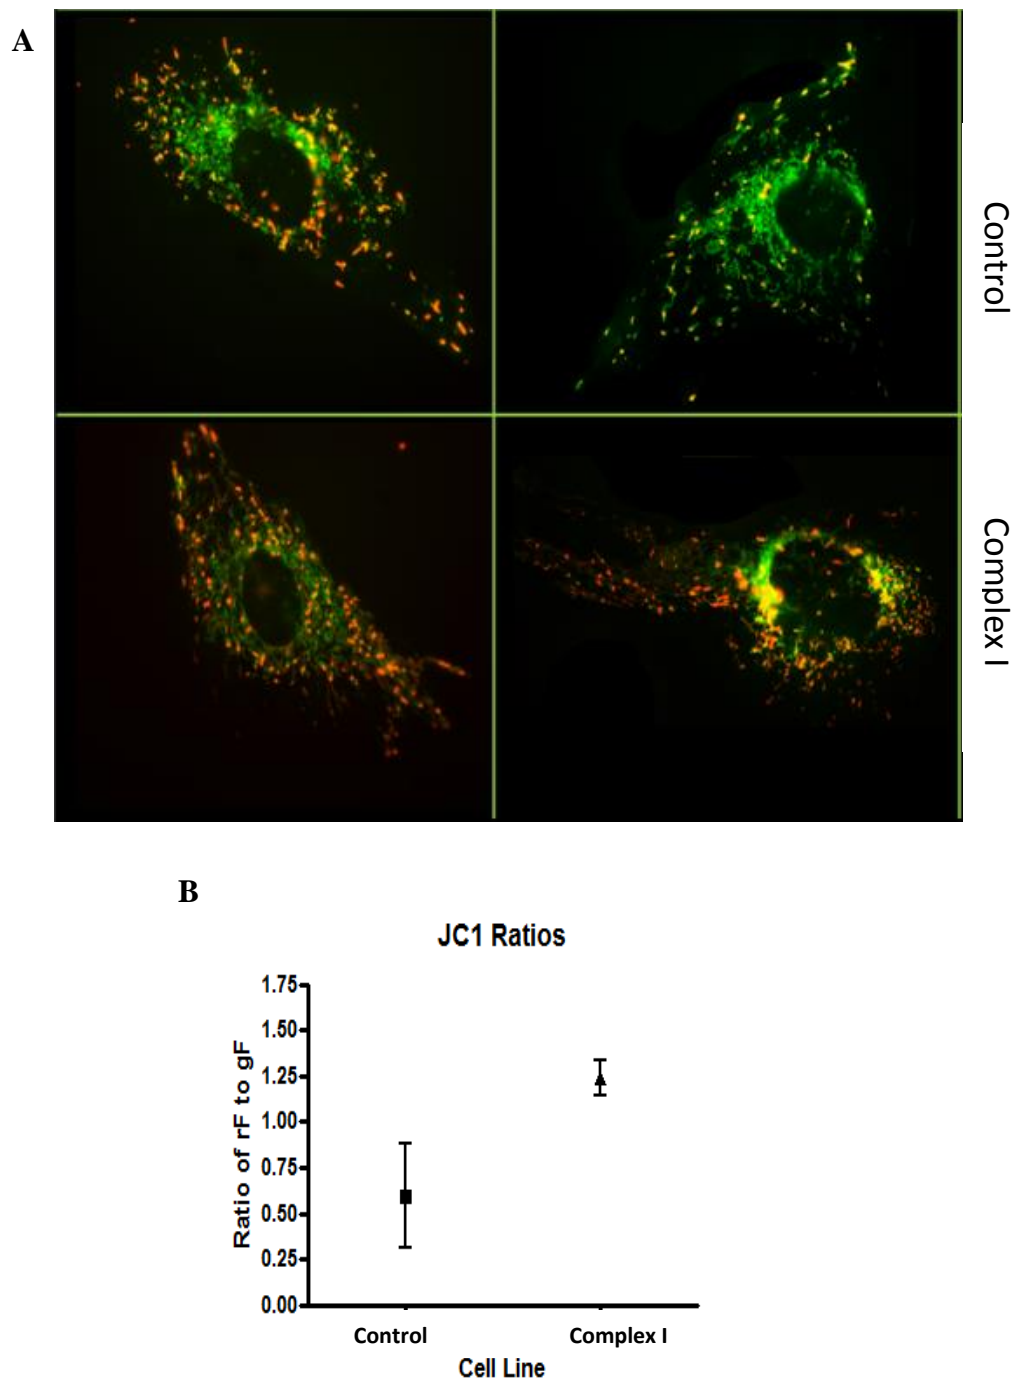 A
Control
Complex I
B
JC1 Ratios
Ratio of rF to gF
1.75
1.50
1.25
1.00
0.75
0.50
0.25
0.00
Control Complex I
Cell Line